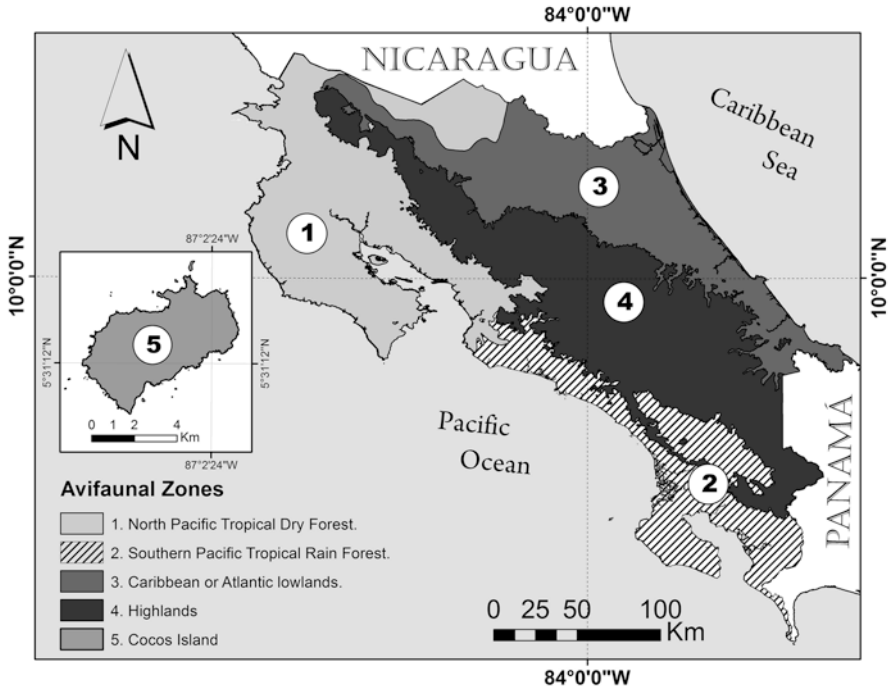 84°0'0"W
NICARAGUA
Caribbean
Sea
N
3
1
87°2'24"W
10°0'0"N
10°0'0"N
4
5
5°31'12"N
5°31'12"N
0 1 2 4
Km
87°2'24"W
Pacific
Ocean
PANAMÁ
2
Avifaunal Zones
1. North Pacific Tropical Dry Forest.
2. Southern Pacific Tropical Rain Forest.
3. Caribbean or Atlantic lowlands.
4. Highlands
5. Cocos Island
0 25 50 100
Km
84°0'0"W